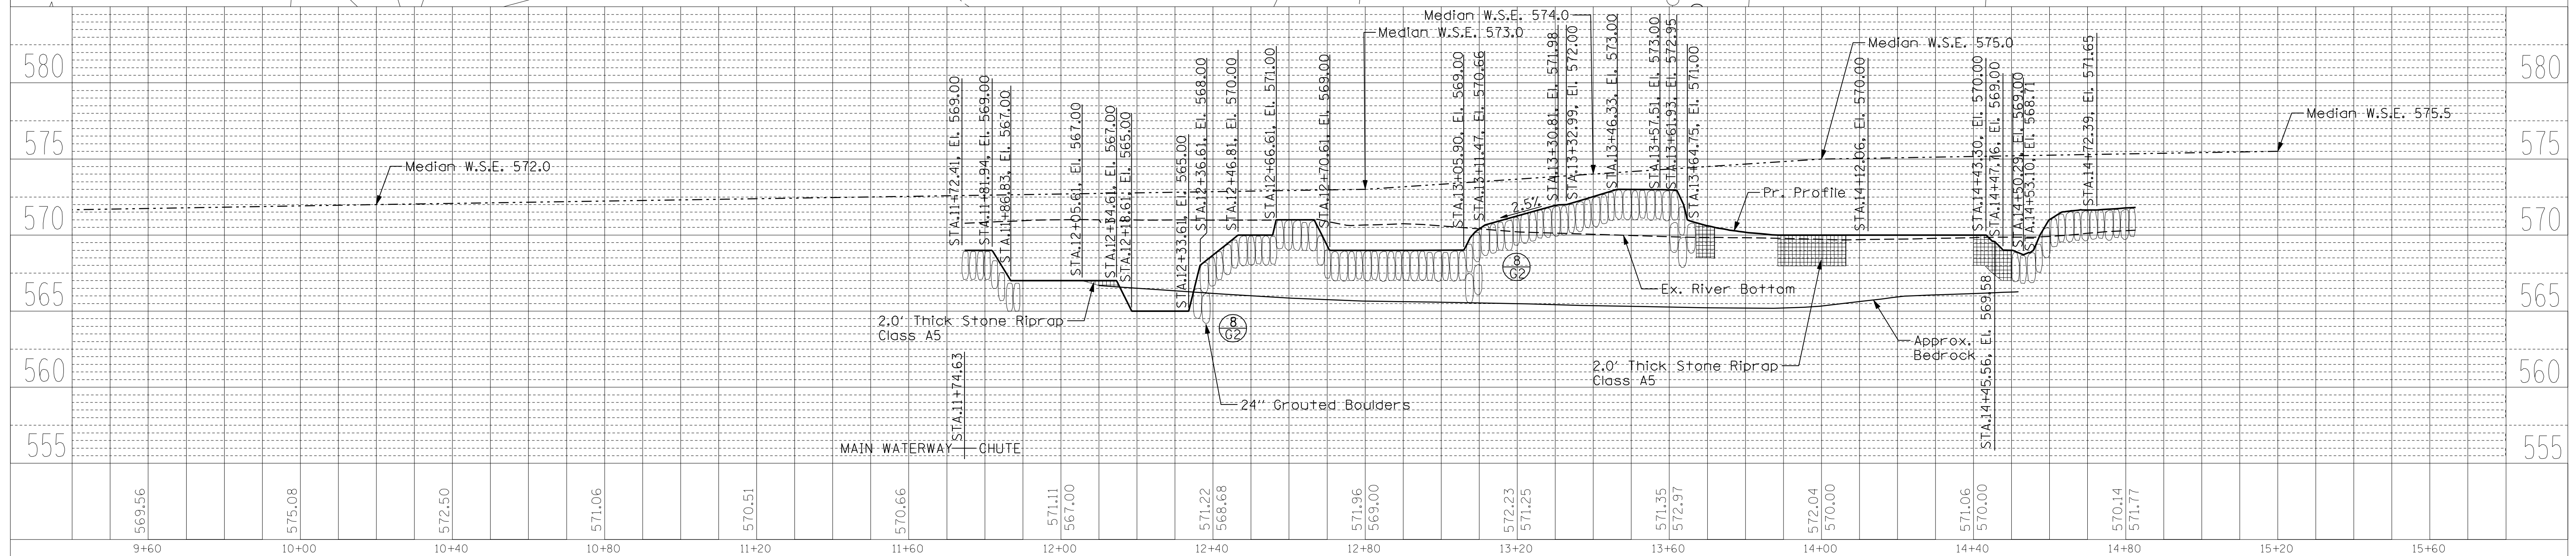 Median W.S.E. 574.0
Median W.S.E. 573.0
Median W.S.E. 575.0
Median W.S.E. 575.5
Median W.S.E. 572.0
580
575
570
565
560
555
580
575
570
565
560
555
STA.11+72.41, El. 569.00
STA.11+81.94, El. 569.00
STA.11+86.83, El. 567.00
STA.12+05.61, El. 567.00
STA.12+14.61, El. 567.00
STA.12+18.61, El. 565.00
STA.12+33.61, El. 565.00
STA.12+36.61, El. 568.00
STA.12+46.81, El. 570.00
STA.12+66.61, El. 571.00
STA.12+70.61, El. 569.00
STA.13+05.90, El. 569.00
STA.13+11.47, El. 570.66
STA.13+30.81, El. 571.98
STA.13+32.99, El. 572.00
STA.13+46.33, El. 573.00
STA.13+57.51, El. 573.00
STA.13+61.93, El. 572.95
STA.13+64.75, El. 571.00
STA.14+12.06, El. 570.00
STA.14+43.30, El. 570.00
STA.14+47.76, El. 569.00
STA.14+50.29, El. 569.00
STA.14+53.10, El. 568.71
STA.14+72.39, El. 571.65
2.5%
Pr. Profile
8
G2
Ex. River Bottom
2.0' Thick Stone Riprap
Class A5
8
G2
Approx.
Bedrock
2.0' Thick Stone Riprap
Class A5
24" Grouted Boulders
STA.11+74.63
STA.14+45.56, El. 569.58
MAIN WATERWAY
CHUTE
569.56
575.08
572.50
571.06
570.51
570.66
571.11
567.00
571.22
568.68
571.96
569.00
572.23
571.25
571.35
572.97
572.04
570.00
571.06
570.00
570.14
571.77
9+60
10+00
10+40
10+80
11+20
11+60
12+00
12+40
12+80
13+20
13+60
14+00
14+40
14+80
15+20
15+60